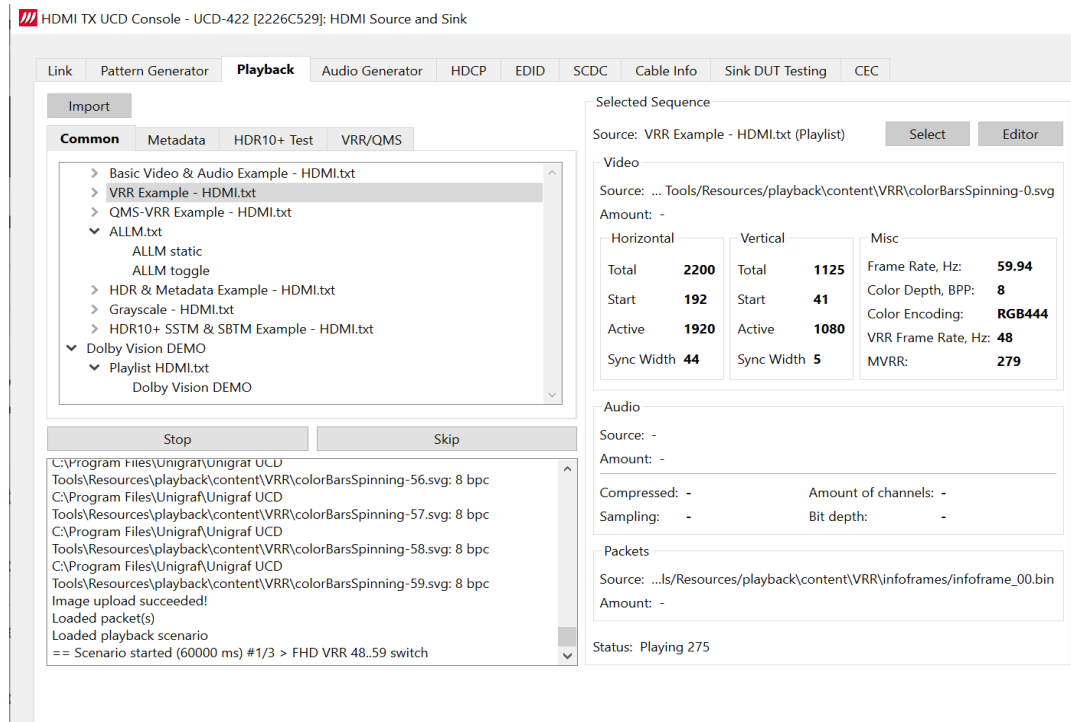 HDMI TX UCD Console - UCD-422 [2226C529]: HDMI Source and Sink
Link Pattern Generator Playback Audio Generator HDCP EDID SCDC Cable Info Sink DUT Testing CEC
Import
Common Metadata HDR10+ Test VRR/QMS
Basic Video & Audio Example - HDMI.txt
VRR Example - HDMI.txt
QMS-VRR Example - HDMI.txt
ALLM.txt
ALLM static
ALLM toggle
HDR & Metadata Example - HDMI.txt
Grayscale - HDMI.txt
HDR10+ SSTM & SBTM Example - HDMI.txt
Dolby Vision DEMO
Playlist HDMI.txt
Dolby Vision DEMO
Stop Skip
C:\Program Files\Unigraf\Unigraf UCD
Tools\Resources\playback\content\VRR\colorBarsSpinning-56.svg: 8 bpc
C:\Program Files\Unigraf\Unigraf UCD
Tools\Resources\playback\content\VRR\colorBarsSpinning-57.svg: 8 bpc
C:\Program Files\Unigraf\Unigraf UCD
Tools\Resources\playback\content\VRR\colorBarsSpinning-58.svg: 8 bpc
C:\Program Files\Unigraf\Unigraf UCD
Tools\Resources\playback\content\VRR\colorBarsSpinning-59.svg: 8 bpc
Image upload succeeded!
Loaded packet(s)
Loaded playback scenario
== Scenario started (60000 ms) #1/3 > FHD VRR 48..59 switch
Selected Sequence
Source: VRR Example - HDMI.txt (Playlist) Select Editor
Video
Source: ... Tools/Resources/playback\content\VRR\colorBarsSpinning-0.svg
Amount: -
Horizontal
Total 2200
Start 192
Active 1920
Sync Width 44
Vertical
Total 1125
Start 41
Active 1080
Sync Width 5
Misc
Frame Rate, Hz: 59.94
Color Depth, BPP: 8
Color Encoding: RGB444
VRR Frame Rate, Hz: 48
MVRR: 279
Audio
Source: -
Amount: -
Compressed: - Amount of channels: -
Sampling: - Bit depth: -
Packets
Source: ...ls/Resources/playback\content\VRR\infoframes/infoframe_00.bin
Amount: -
Status: Playing 275